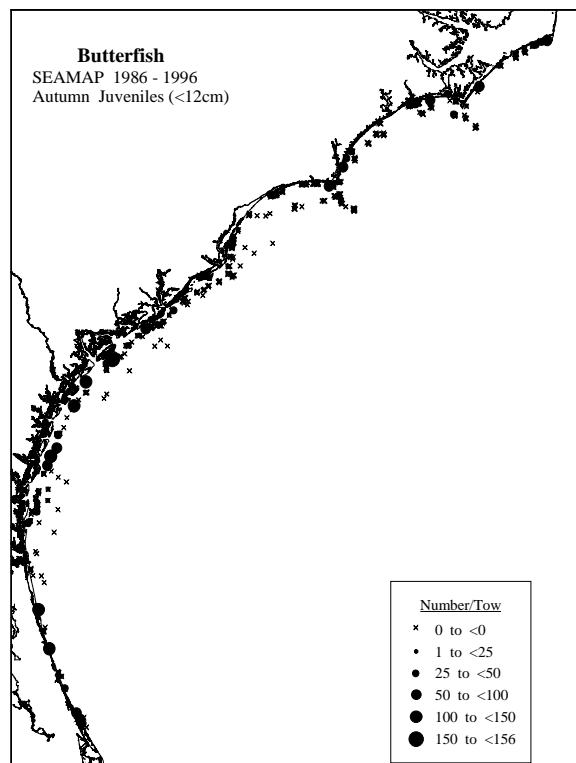 Butterfish
SEAMAP 1986 - 1996
Autumn Juveniles (<12cm)
Number/Tow
0 to <0
1 to <25
25 to <50
50 to <100
100 to <150
150 to <156